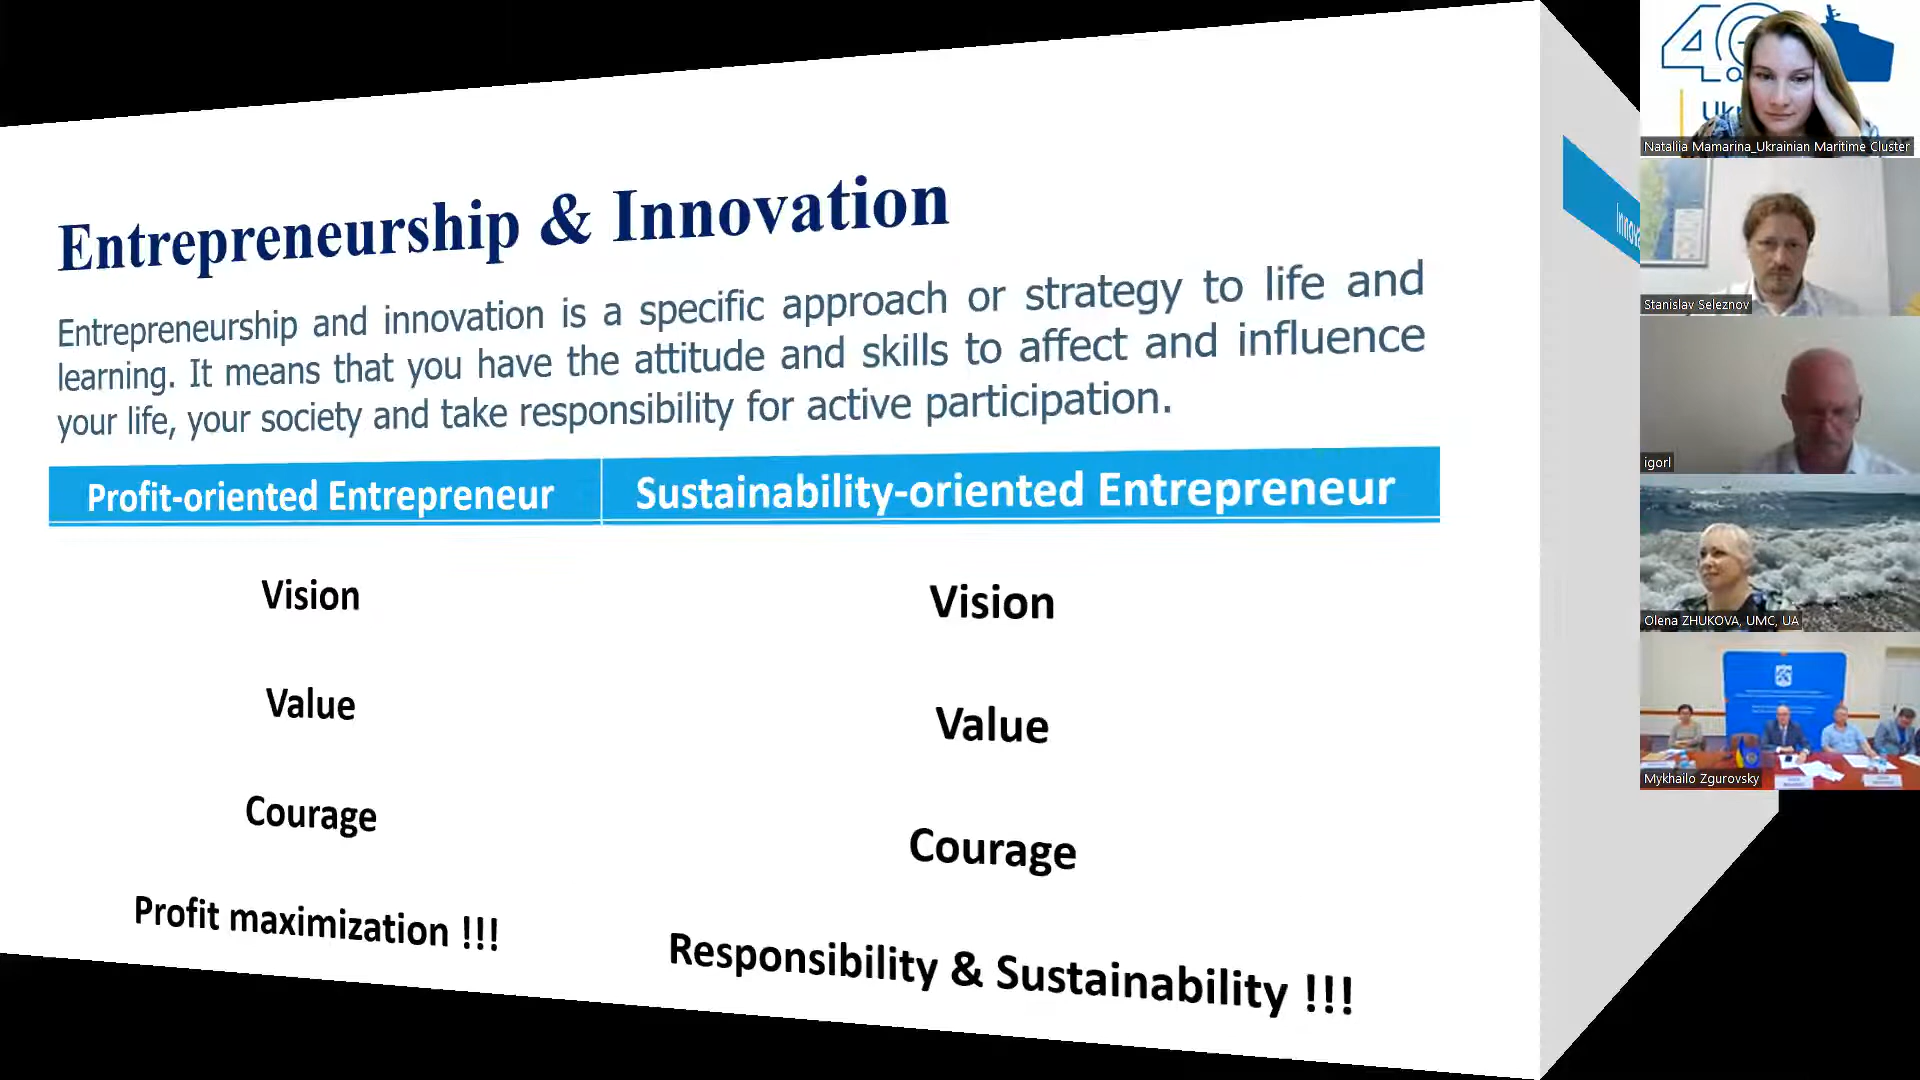 Entrepreneurship & Innovation
Entrepreneurship and innovation is a specific approach or strategy to life and
learning. It means that you have the attitude and skills to affect and influence
your life, your society and take responsibility for active participation.
Profit-oriented Entrepreneur
Sustainability-oriented Entrepreneur
Vision
Vision
Value
Value
Courage
Courage
Profit maximization !!!
Responsibility & Sustainability !!!
Nataliia Mamarina_Ukrainian Maritime Cluster
Stanislav Seleznov
igorl
Olena ZHUKOVA, UMC, UA
Mykhailo Zgurovsky